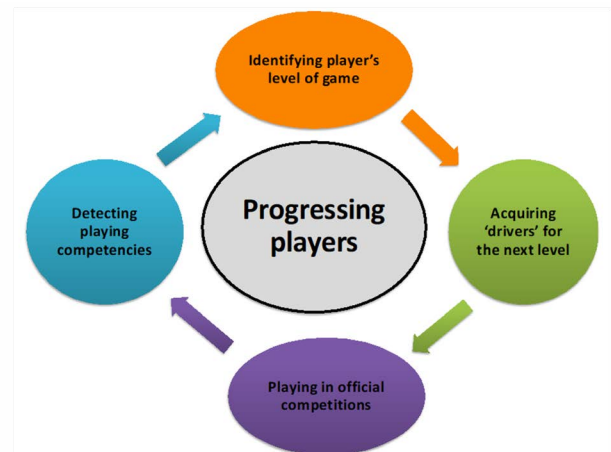 Identifying player's
level of game
Detecting
playing
competencies
Progressing
players
Acquiring
‘drivers’ for
the next level
Playing in official
competitions